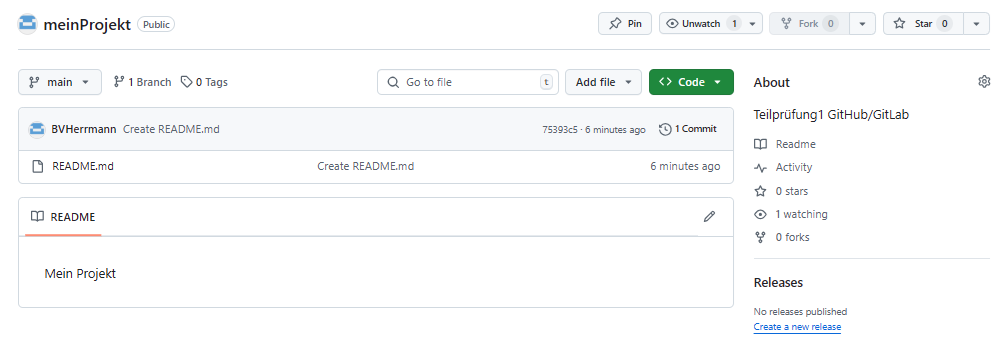 meinProjekt Public Pin Unwatch 1 Fork 0 Star 0
main 1 Branch 0 Tags Go to file t Add file Code
BVHerrmann Create README.md 75393c5 · 6 minutes ago 1 Commit
README.md Create README.md 6 minutes ago
README
Mein Projekt
About
Teilprüfung1 GitHub/GitLab
Readme
Activity
0 stars
1 watching
0 forks
Releases
No releases published
Create a new release